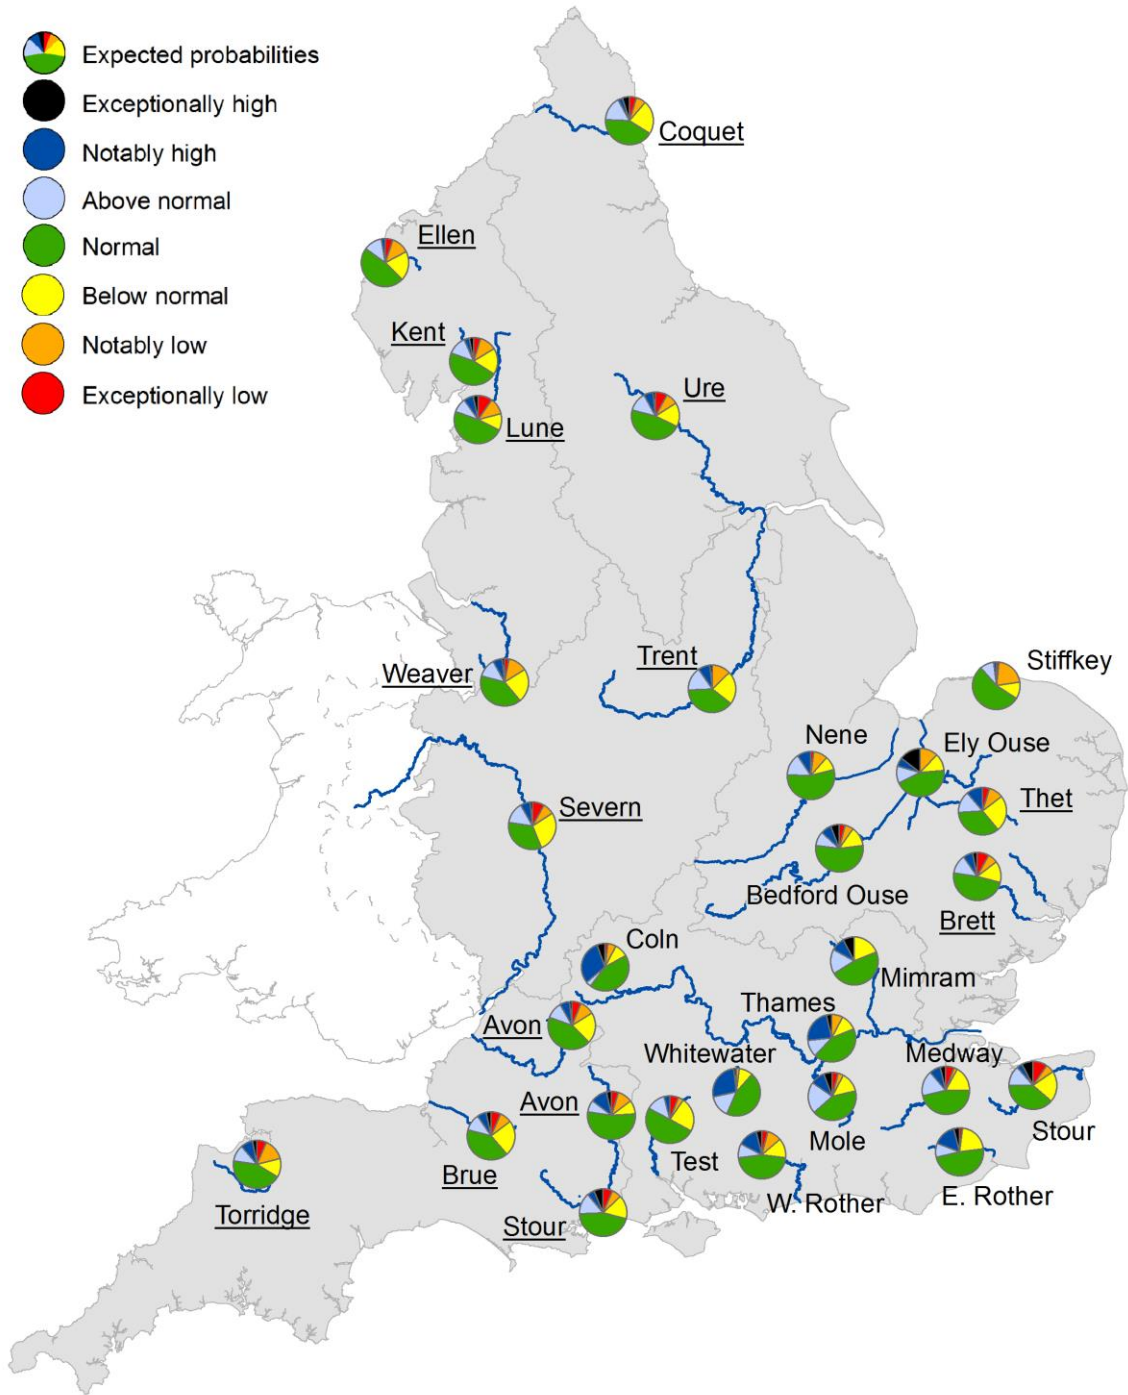 Expected probabilities
Exceptionally high
Notably high
Above normal
Normal
Below normal
Notably low
Exceptionally low
Coquet
Ellen
Kent
Ure
Lune
Trent
Weaver
Stiffkey
Nene
Ely Ouse
Thet
Severn
Bedford Ouse
Brett
Coln
Mimram
Thames
Avon
Whitewater
Medway
Avon
Mole
Stour
Test
Brue
W. Rother
E. Rother
Torridge
Stour